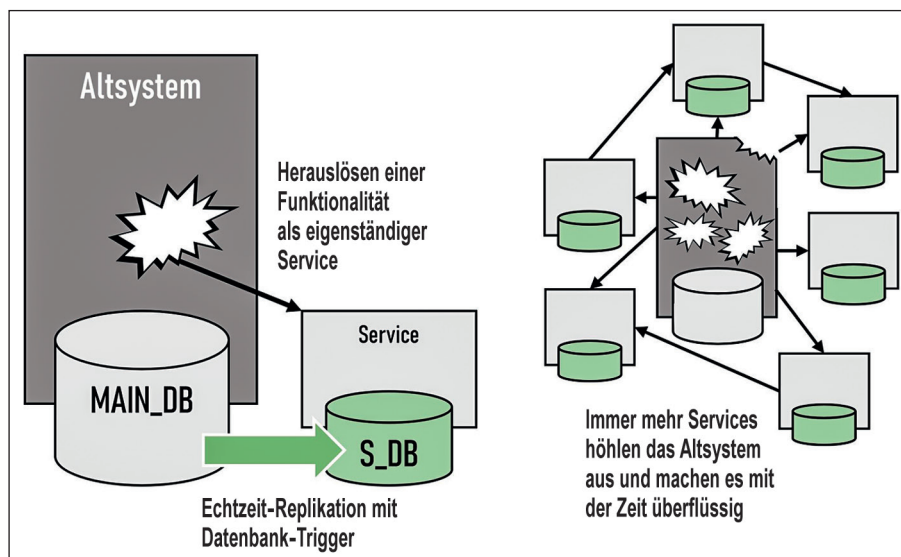 Altsystem
Herauslösen einer
Funktionalität
als eigenständiger
Service
Service
MAIN_DB
S_DB
Echtzeit-Replikation mit
Datenbank-Trigger
Immer mehr Services
höhlen das Altsystem
aus und machen es mit
der Zeit überflüssig